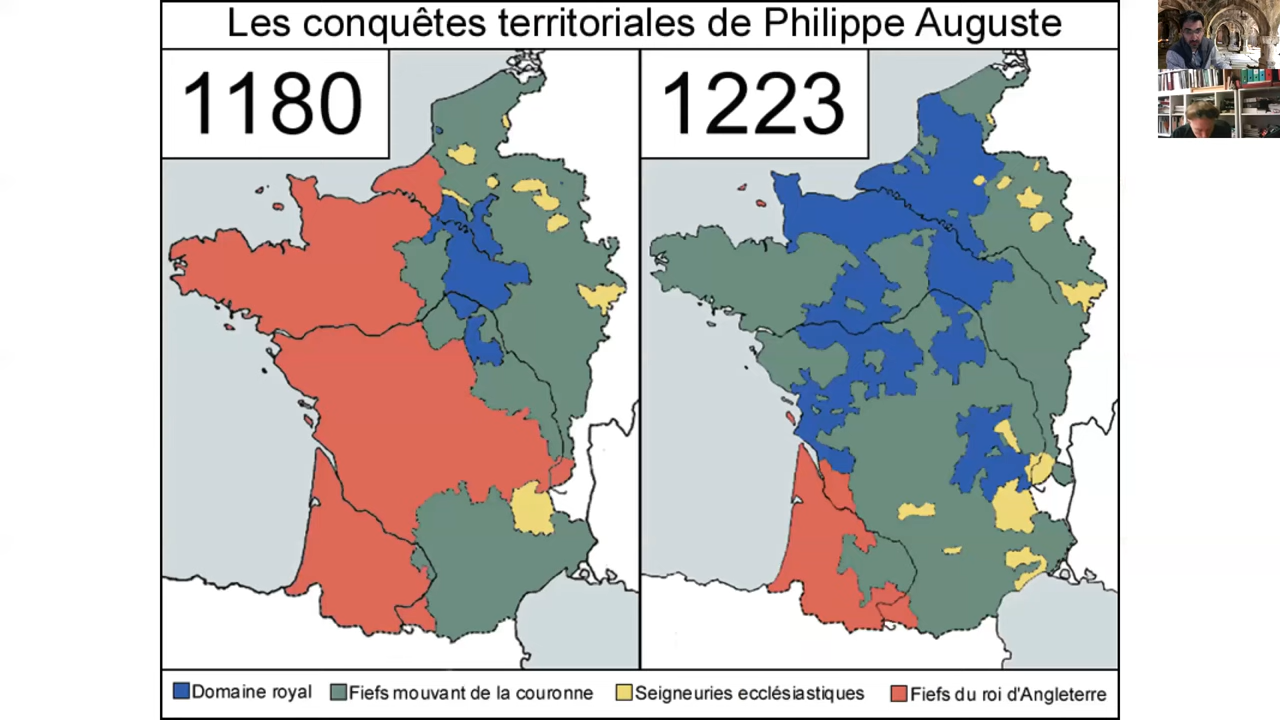 Les conquêtes territoriales de Philippe Auguste
1180
1223
Domaine royal
Fiefs mouvant de la couronne
Seigneuries ecclésiastiques
Fiefs du roi d'Angleterre